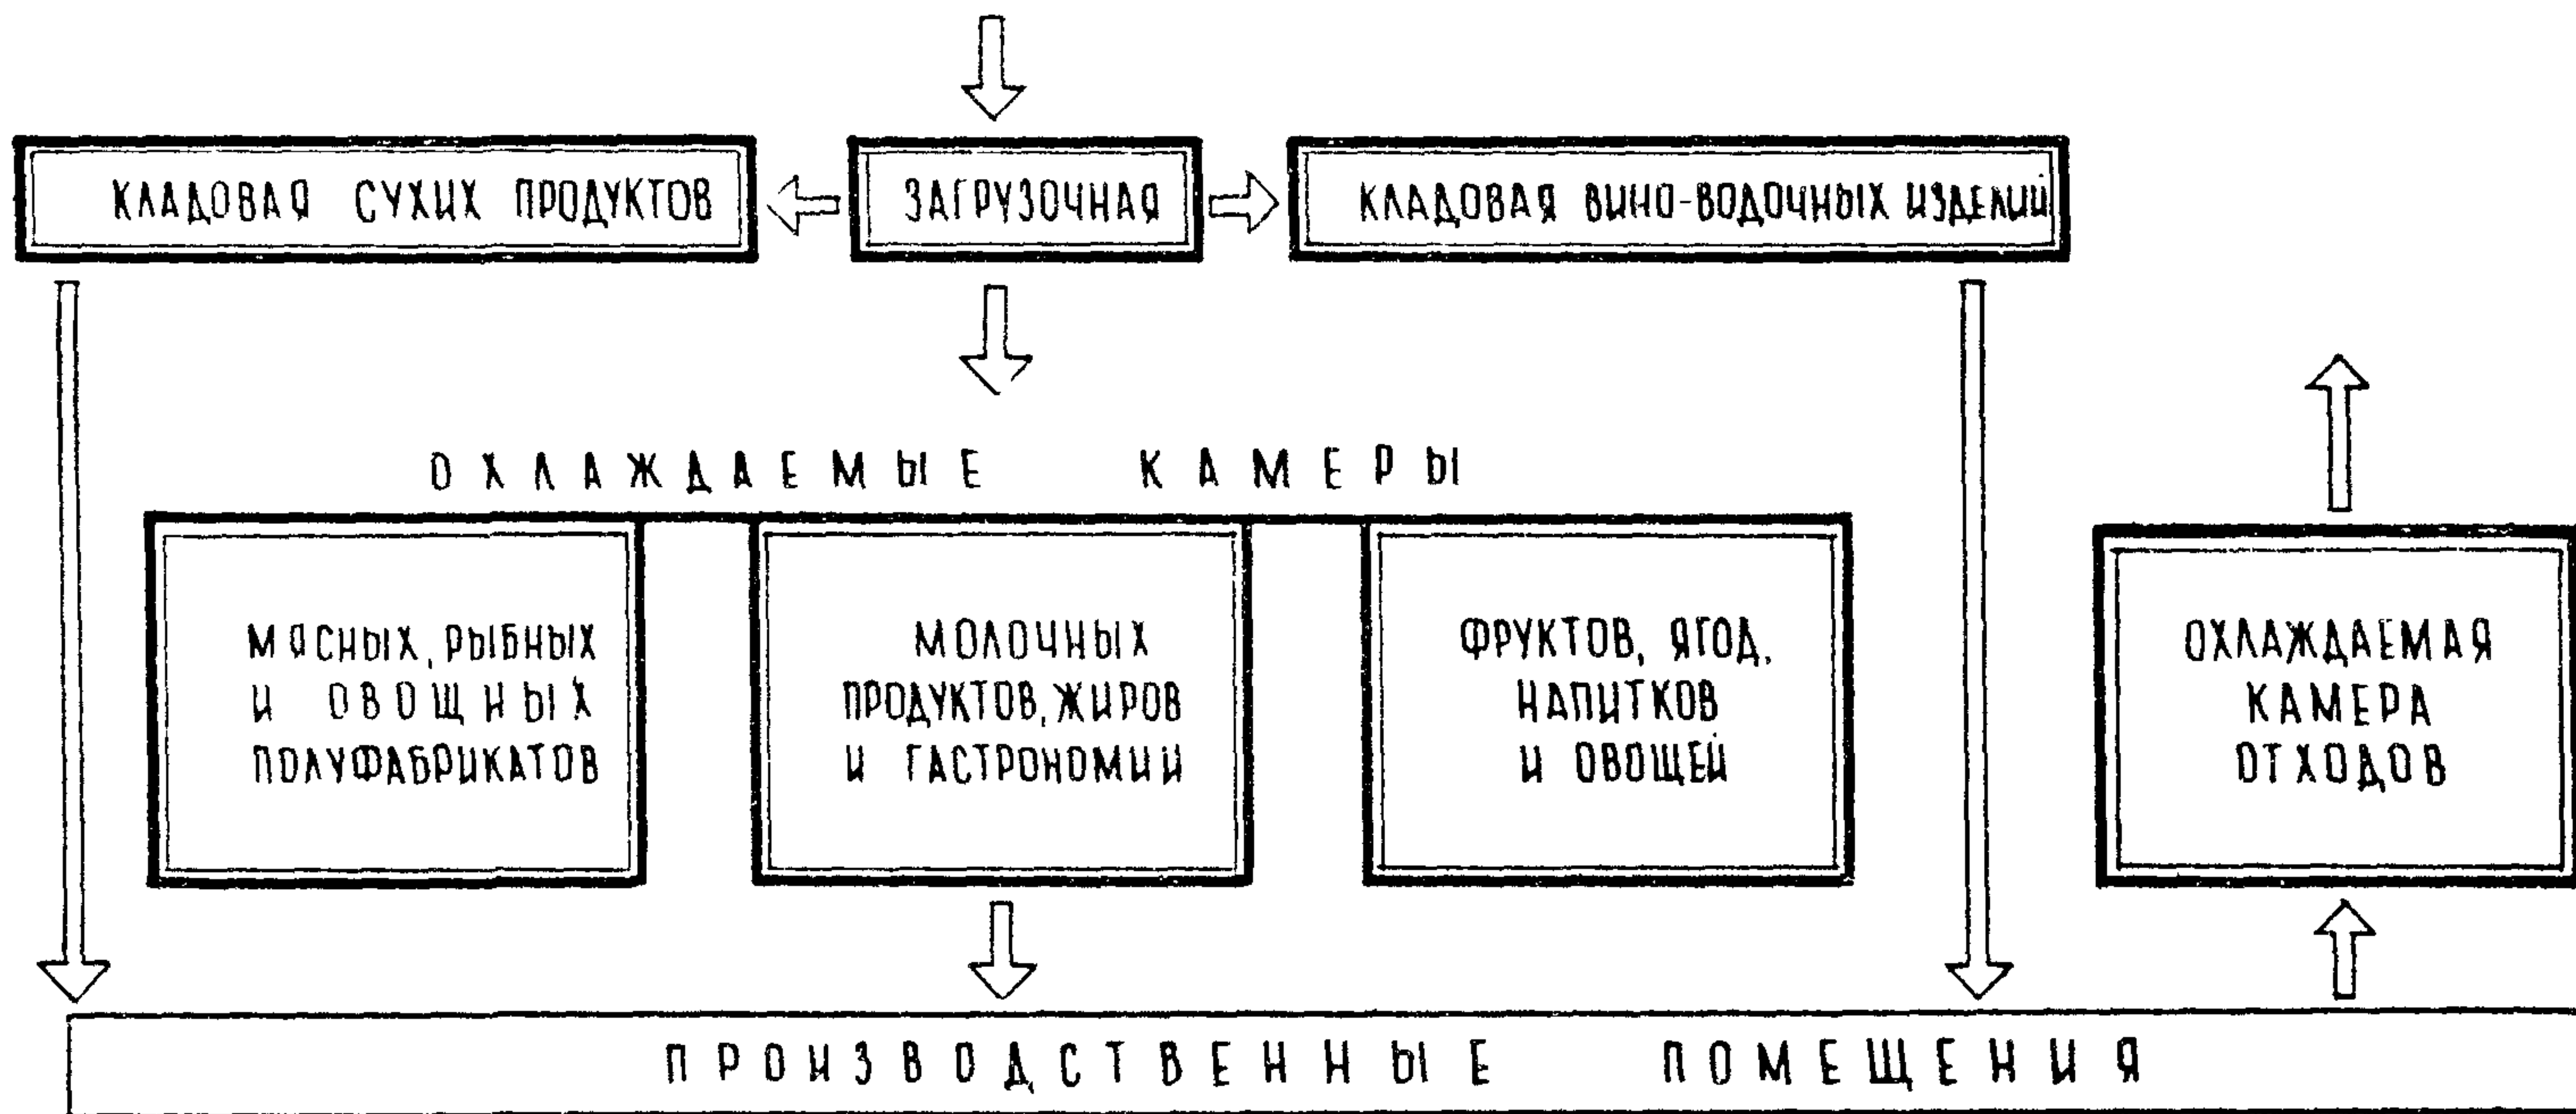 КЛАДОВАЯ СУХИХ ПРОДУКТОВ
ЗАГРУЗОЧНАЯ
КЛАДОВАЯ ВИНО-ВОДОЧНЫХ ИЗДЕЛИЙ
ОХЛАЖДАЕМЫЕ КАМЕРЫ
МЯСНЫХ, РЫБНЫХ
И ОВОЩНЫХ
ПОЛУФАБРИКАТОВ
МОЛОЧНЫХ
ПРОДУКТОВ, ЖИРОВ
И ГАСТРОНОМИИ
ФРУКТОВ, ЯГОД,
НАПИТКОВ
И ОВОЩЕЙ
ОХЛАЖДАЕМАЯ
КАМЕРА
ОТХОДОВ
ПРОИЗВОДСТВЕННЫЕ ПОМЕЩЕНИЯ